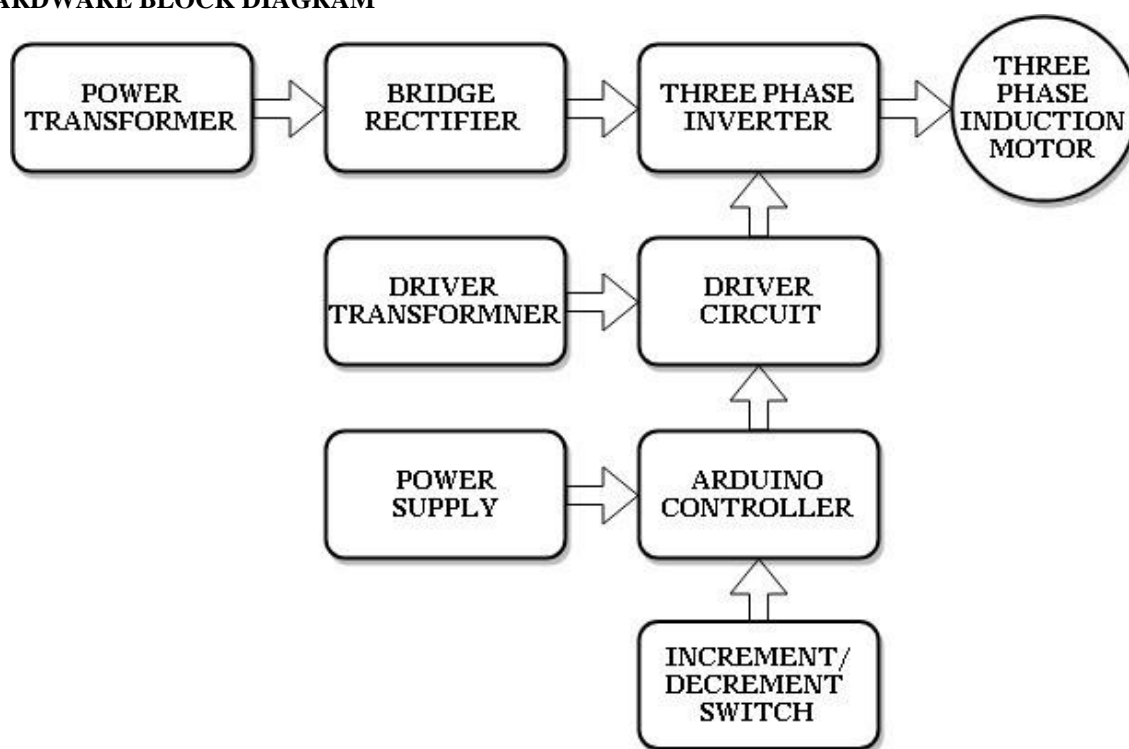 ARDWARE BLOCK DIAGRAM
POWER
TRANSFORMER
BRIDGE
RECTIFIER
THREE PHASE
INVERTER
THREE
PHASE
INDUCTION
MOTOR
DRIVER
TRANSFORMNER
DRIVER
CIRCUIT
POWER
SUPPLY
ARDUINO
CONTROLLER
INCREMENT/
DECREMENT
SWITCH